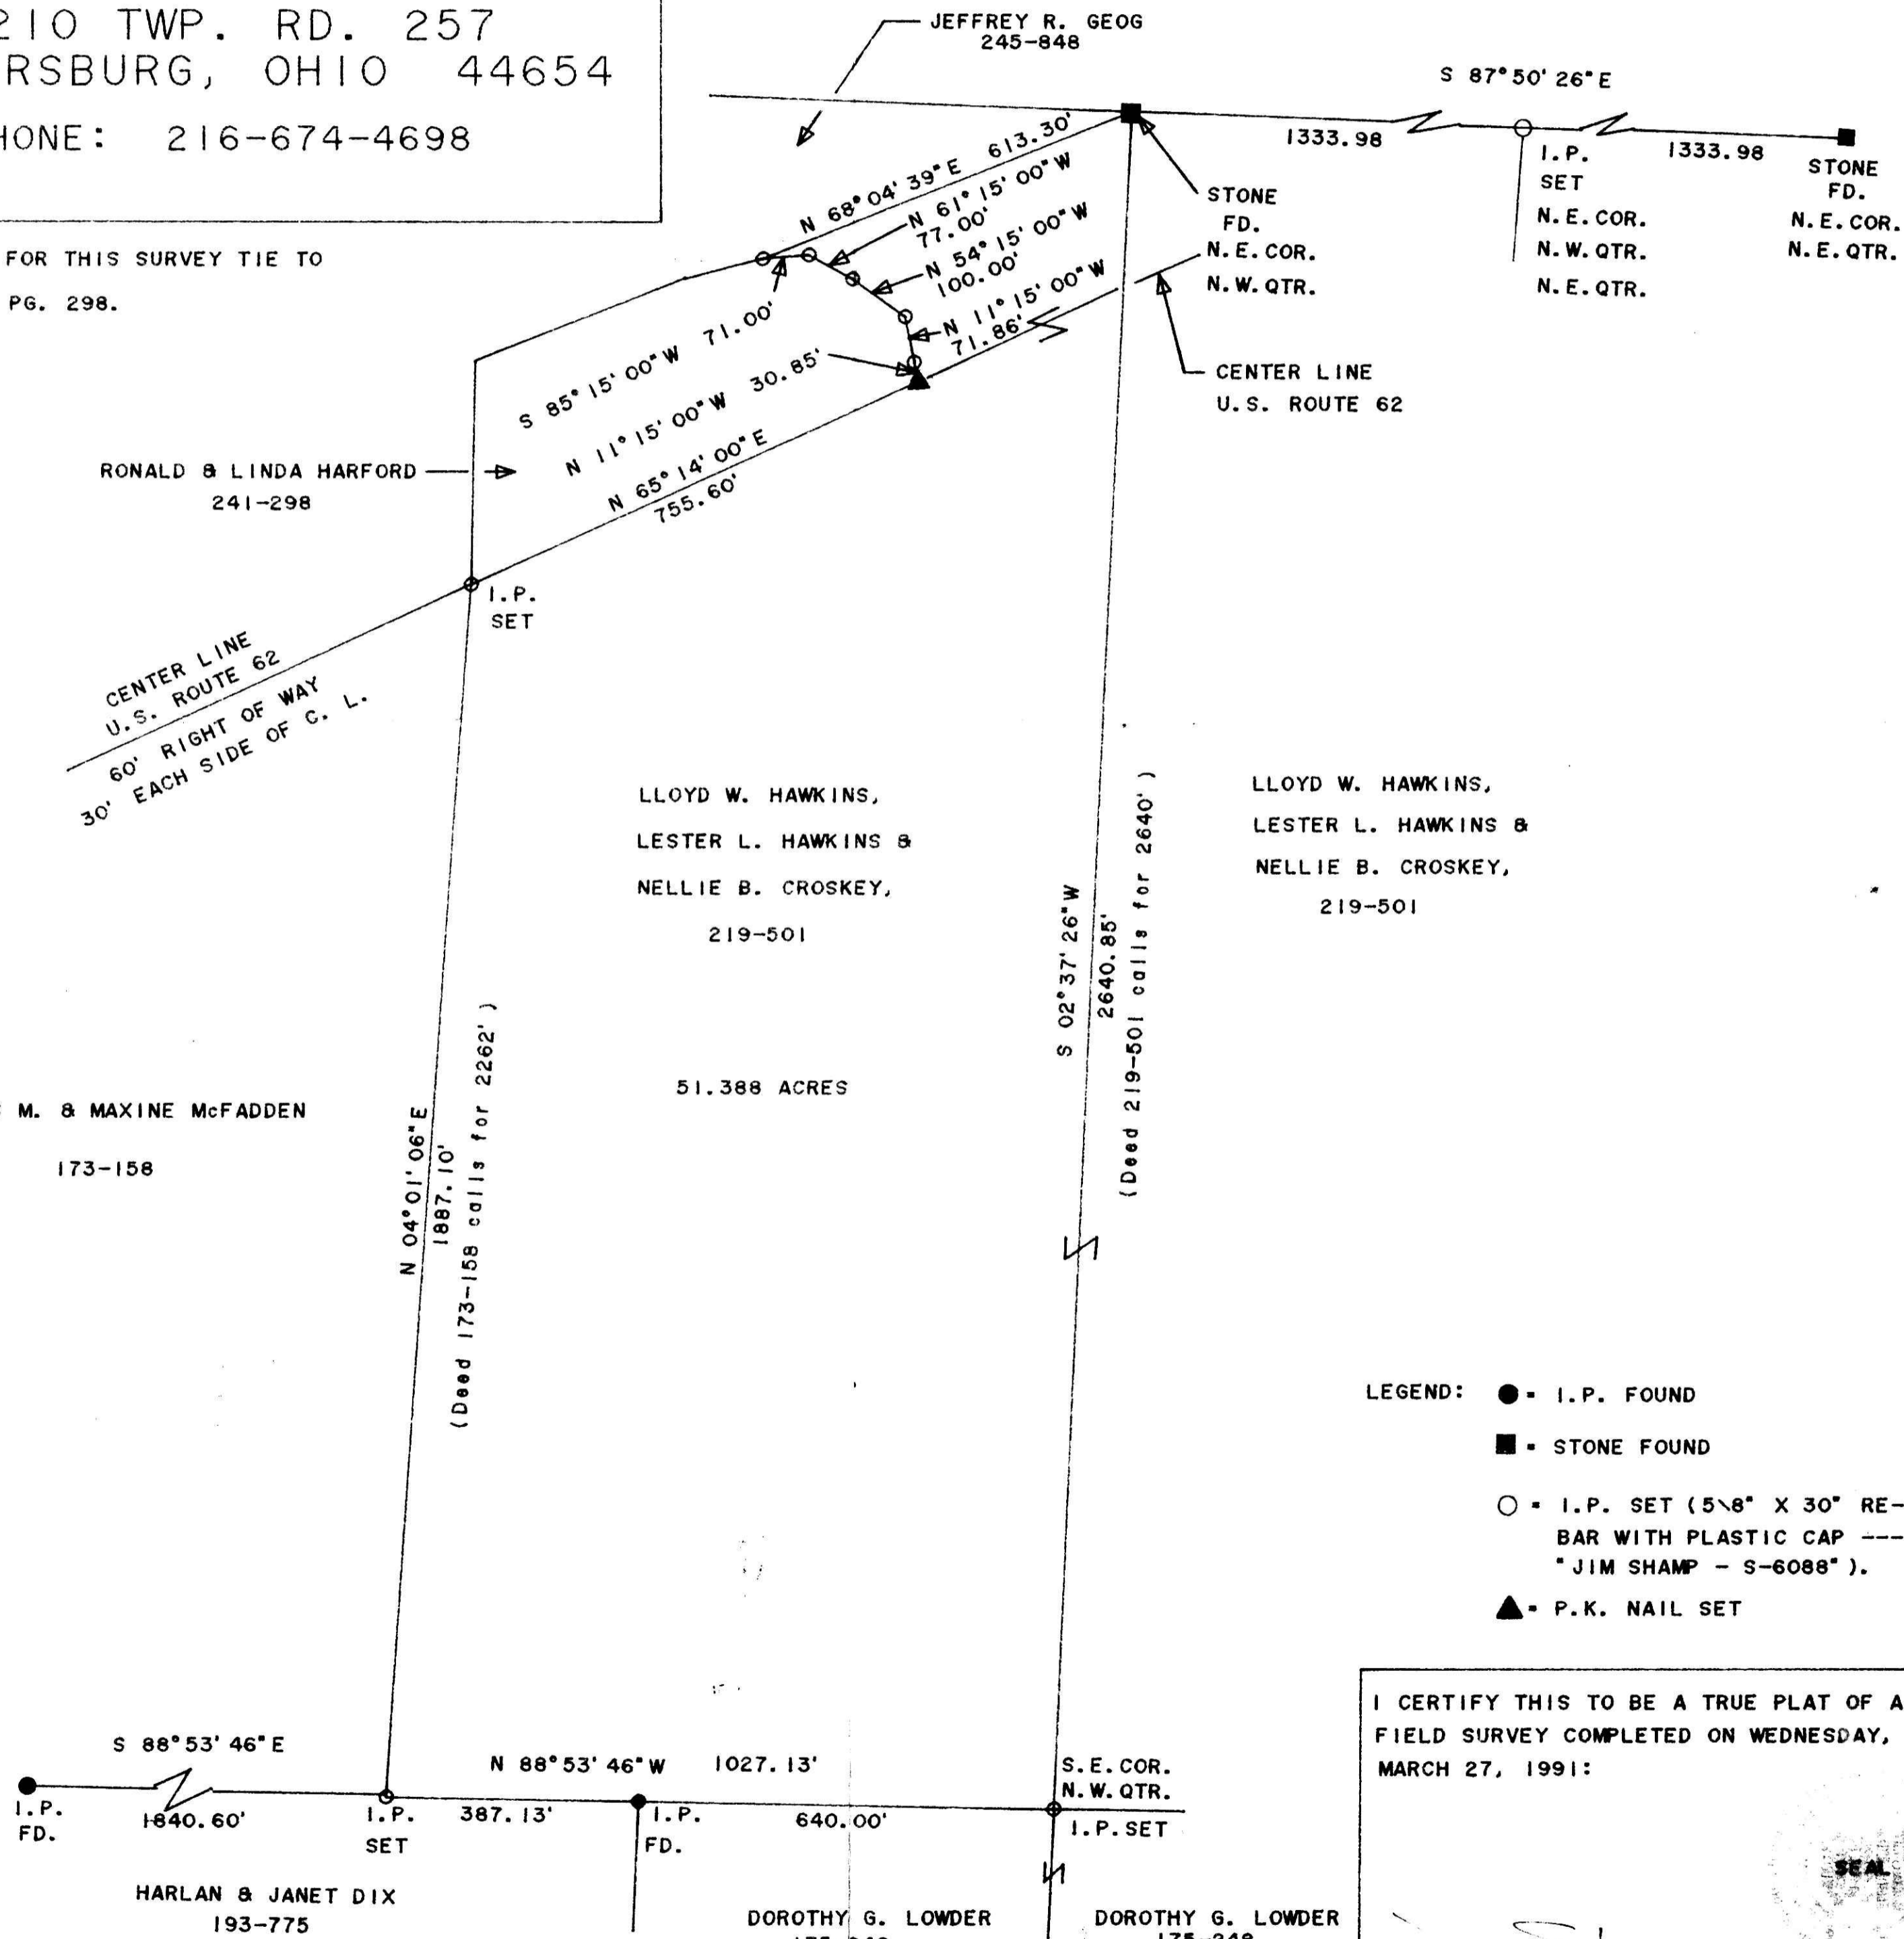 210 TWP. RD. 257
RSBURG, OHIO 44654
HONE: 216-674-4698
FOR THIS SURVEY TIE TO
PG. 298.
JEFFREY R. GEOG
245-848
S 87° 50' 26" E
1333.98
1333.98
I.P.
SET
N.E. COR.
N.W. QTR.
N.E. QTR.
STONE
FD.
N.E. COR.
N.E. QTR.
STONE
FD.
N.E. COR.
N.W. QTR.
N 68° 04' 39" E 613.30'
N 61° 15' 00" W
77.00'
N 54° 15' 00" W
100.00'
N 11° 15' 00" W
71.86'
S 85° 15' 00" W 71.00'
N 11° 15' 00" W 30.85'
N 65° 14' 00" E
755.60'
CENTER LINE
U.S. ROUTE 62
RONALD & LINDA HARFORD
241-298
I.P.
SET
CENTER LINE
U.S. ROUTE 62
60' RIGHT OF WAY
30' EACH SIDE OF C. L.
LLOYD W. HAWKINS,
LESTER L. HAWKINS &
NELLIE B. CROSKEY,
219-501
LLOYD W. HAWKINS,
LESTER L. HAWKINS &
NELLIE B. CROSKEY,
219-501
S 02° 37' 26" W
2640.85'
(Deed 219-501 calls for 2640')
51.388 ACRES
M. & MAXINE McFADDEN
173-158
N 04° 01' 06" E
1887.10'
(Deed 173-158 calls for 2262')
LEGEND: ● = I.P. FOUND
■ = STONE FOUND
○ = I.P. SET (5\8" X 30" RE-
BAR WITH PLASTIC CAP ---
"JIM SHAMP - S-6088").
▲ = P.K. NAIL SET
I CERTIFY THIS TO BE A TRUE PLAT OF A
FIELD SURVEY COMPLETED ON WEDNESDAY,
MARCH 27, 1991:
SEAL
S 88° 53' 46" E
N 88° 53' 46" W 1027.13'
S.E. COR.
N.W. QTR.
I.P.
FD.
1840.60'
I.P.
SET
387.13'
I.P.
FD.
640.00'
I.P. SET
HARLAN & JANET DIX
193-775
DOROTHY G. LOWDER
DOROTHY G. LOWDER